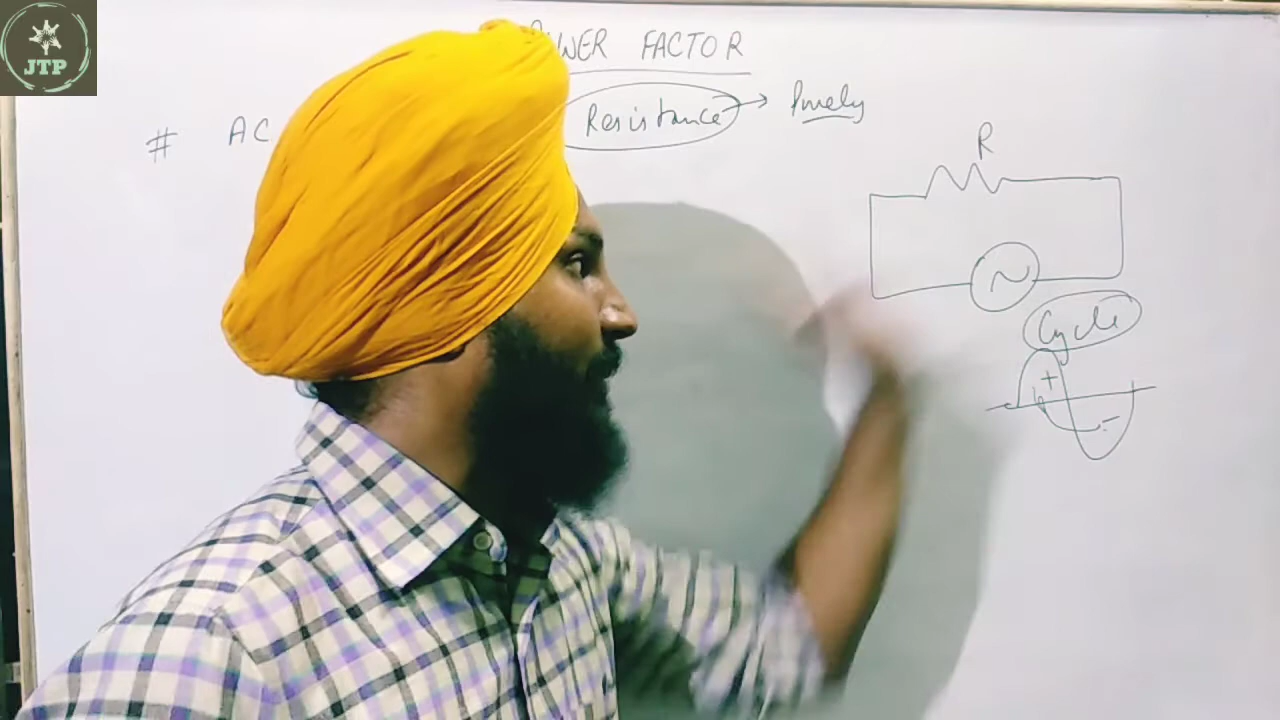 JTP
POWER FACTOR
# AC Resistance → Purely
R
~
Cycle
+
-